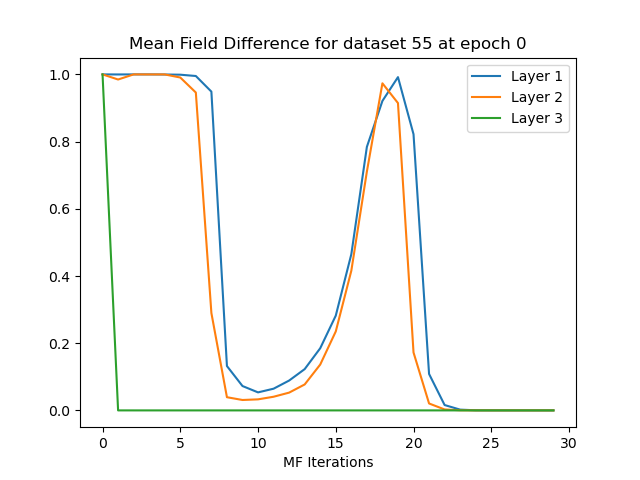 Mean Field Difference for dataset 55 at epoch 0
1.0
0.8
0.6
0.4
0.2
0.0
Layer 1
Layer 2
Layer 3
0 5 10 15 20 25 30
MF Iterations